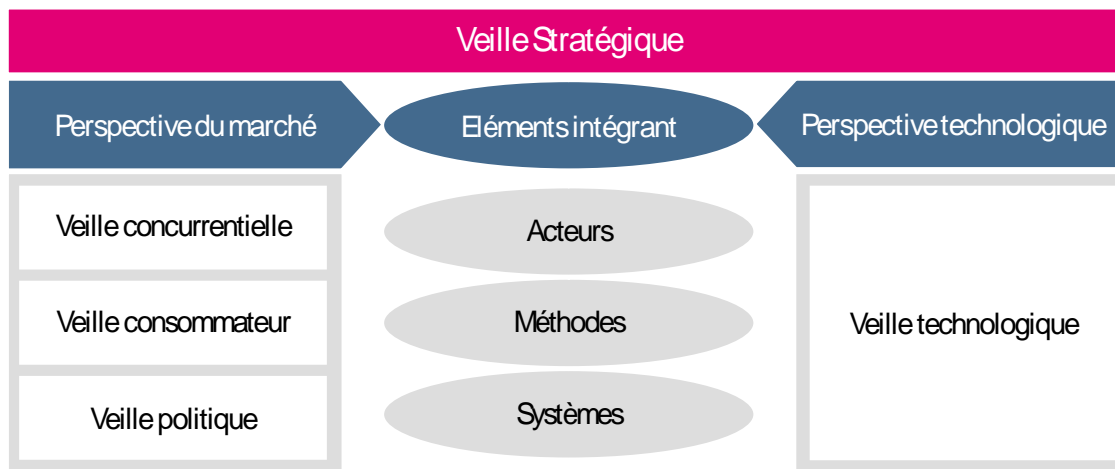 Veille Stratégique
Perspective du marché
Eléments intégrant
Perspective technologique
Veille concurrentielle
Acteurs
Veille consommateur
Méthodes
Veille technologique
Veille politique
Systèmes